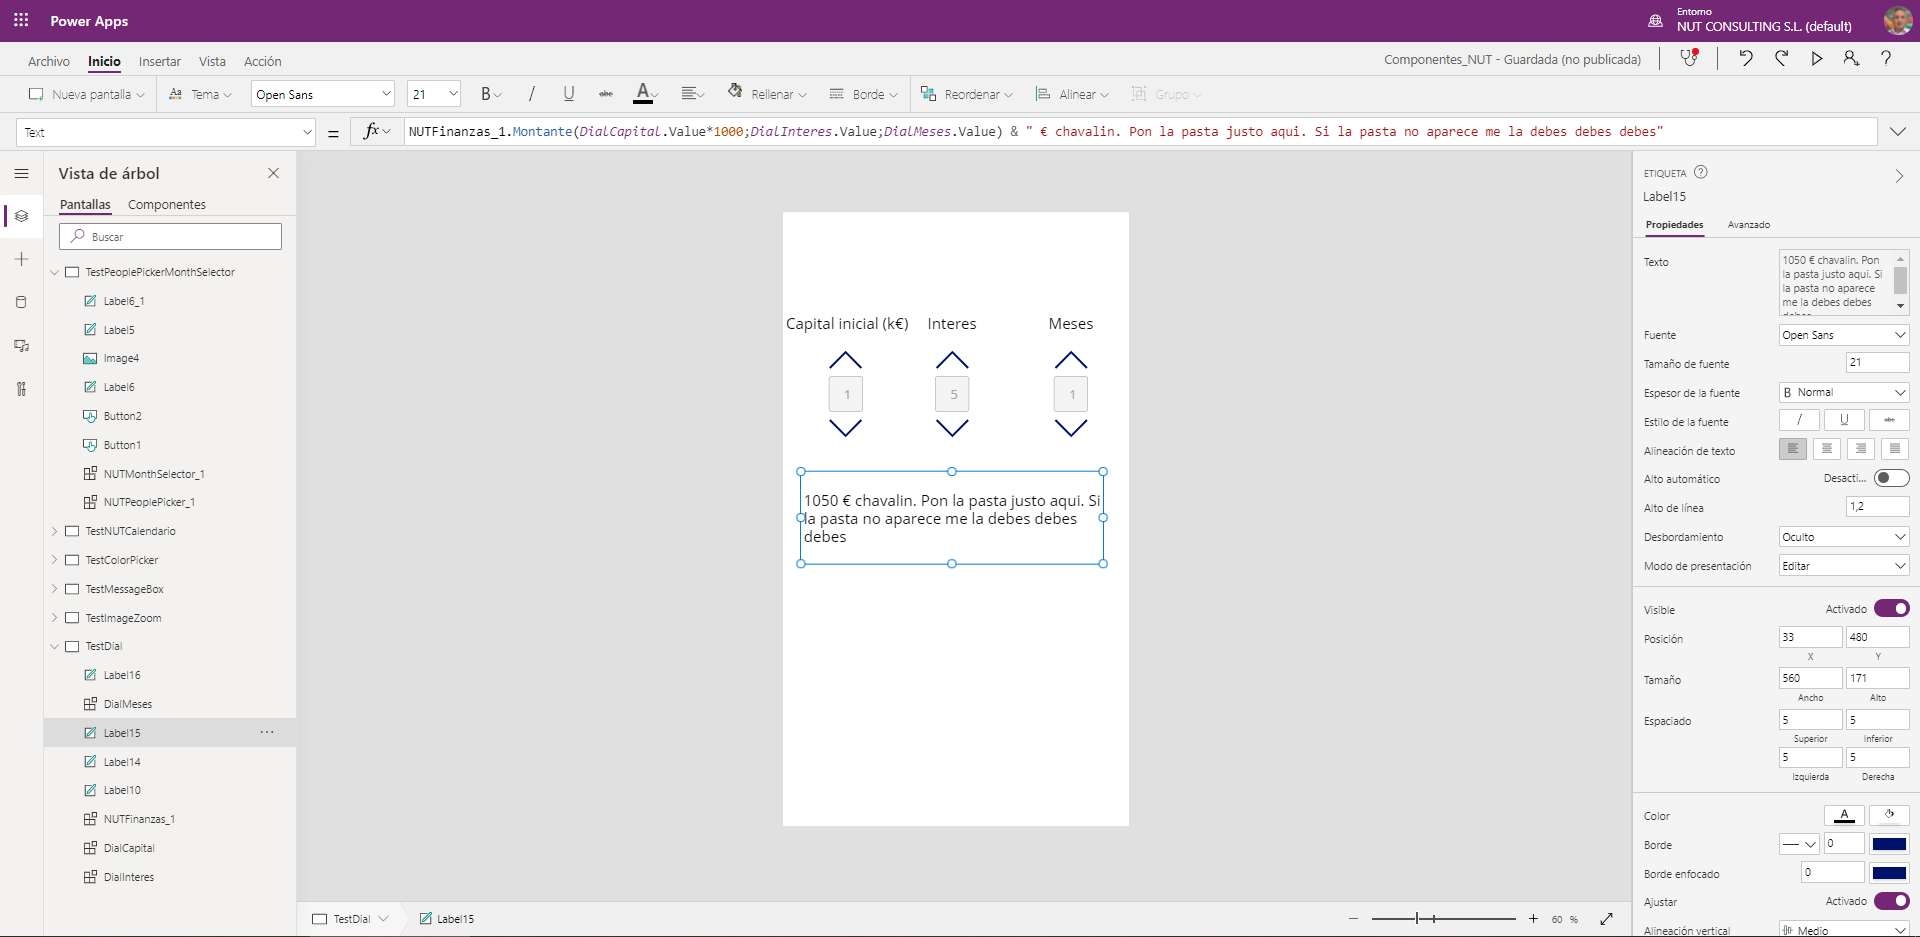 Power Apps
Entorno
NUT CONSULTING S.L. (default)
Archivo Inicio Insertar Vista Acción
Componentes_NUT - Guardada (no publicada)
Nueva pantalla Aa Tema Open Sans 21 B / U abc A Rellenar Borde Reordenar Alinear Grupo
Text = fx NUTFinanzas_1.Montante(DialCapital.Value*1000;DialInteres.Value;DialMeses.Value) & " € chavalin. Pon la pasta justo aqui. Si la pasta no aparece me la debes debes debes"
Vista de árbol
Pantallas Componentes
Buscar
TestPeoplePickerMonthSelector
Label6_1
Label5
Image4
Label6
Button2
Button1
NUTMonthSelector_1
NUTPeoplePicker_1
TestNUTCalendario
TestColorPicker
TestMessageBox
TestImageZoom
TestDial
Label16
DialMeses
Label15 ...
Label14
Label10
NUTFinanzas_1
DialCapital
DialInteres
Capital inicial (k€) Interes Meses
1 5 1
1050 € chavalin. Pon la pasta justo aqui. Si
la pasta no aparece me la debes debes
debes
TestDial Label15
60 %
ETIQUETA ?
Label15
Propiedades Avanzado
Texto
1050 € chavalin. Pon
la pasta justo aqui. Si
la pasta no aparece
me la debes debes
debes
Fuente Open Sans
Tamaño de fuente 21
Espesor de la fuente B Normal
Estilo de la fuente / U abc
Alineación de texto
Alto automático Desacti...
Alto de línea 1,2
Desbordamiento Oculto
Modo de presentación Editar
Visible Activado
Posición 33 480
X Y
Tamaño 560 171
Ancho Alto
Espaciado 5 5
Superior Inferior
5 5
Izquierda Derecha
Color A
Borde 0
Borde enfocado 0
Ajustar Activado
Alineación vertical Medio